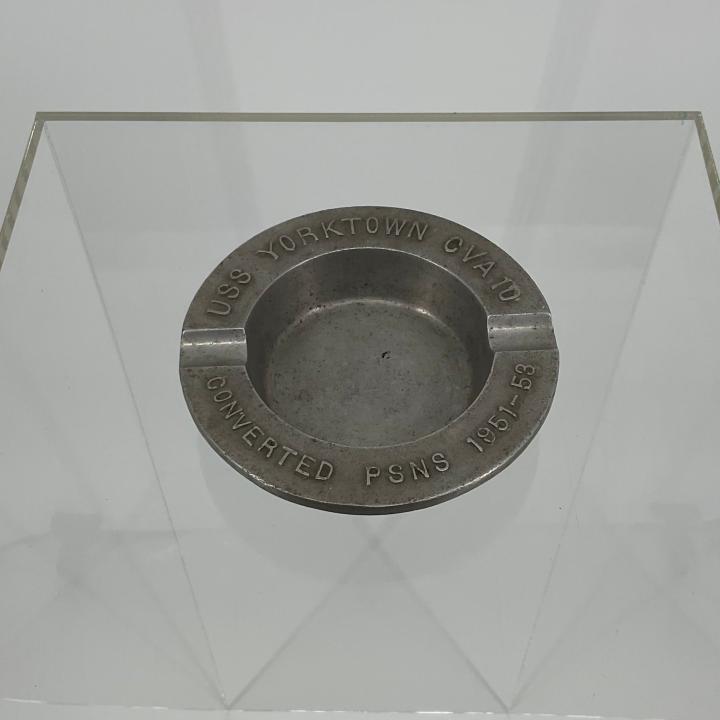 USS YORKTOWN CVA 10
CONVERTED PSNS 1951-53